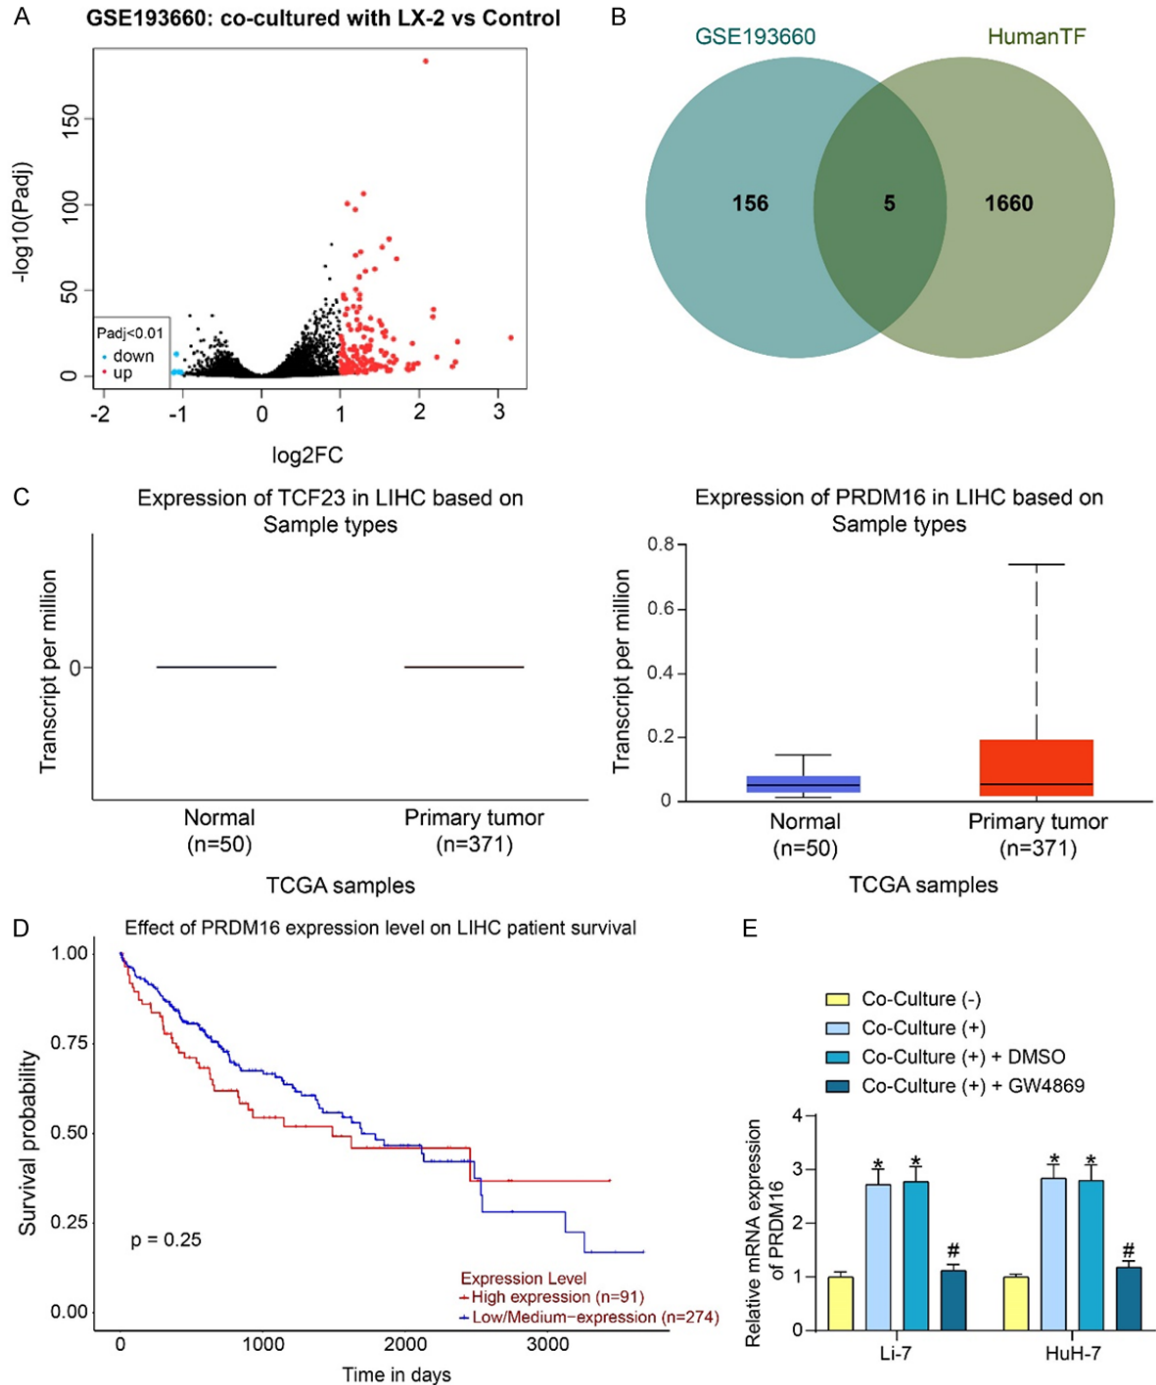 A
GSE193660: co-cultured with LX-2 vs Control
-log10(Padj)
150
100
50
0
Padj<0.01
down
up
-2 -1 0 1 2 3
log2FC
B
GSE193660 HumanTF
156 5 1660
C
Expression of TCF23 in LIHC based on
Sample types
Transcript per million
0
Normal
(n=50)
Primary tumor
(n=371)
TCGA samples
Expression of PRDM16 in LIHC based on
Sample types
Transcript per million
0.8
0.6
0.4
0.2
0
Normal
(n=50)
Primary tumor
(n=371)
TCGA samples
D
Effect of PRDM16 expression level on LIHC patient survival
Survival probability
1.00
0.75
0.50
0.25
0.00
p = 0.25
Expression Level
High expression (n=91)
Low/Medium-expression (n=274)
0 1000 2000 3000
Time in days
E
Co-Culture (-)
Co-Culture (+)
Co-Culture (+) + DMSO
Co-Culture (+) + GW4869
Relative mRNA expression
of PRDM16
4
3
2
1
0
* * # * * #
Li-7 HuH-7